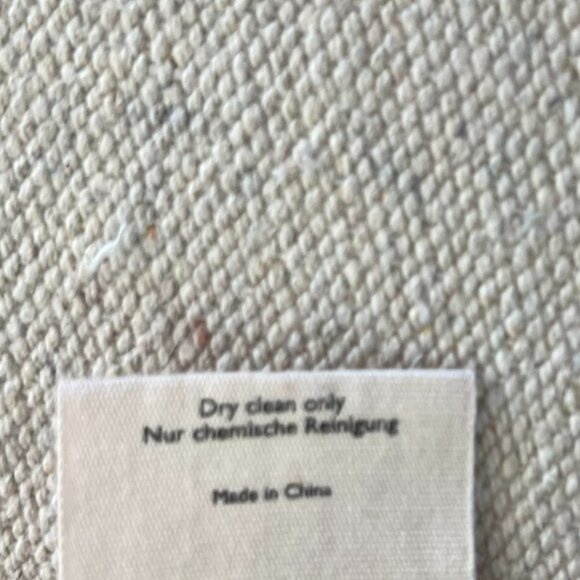 Dry clean only
Nur chemische Reinigung
Made in China